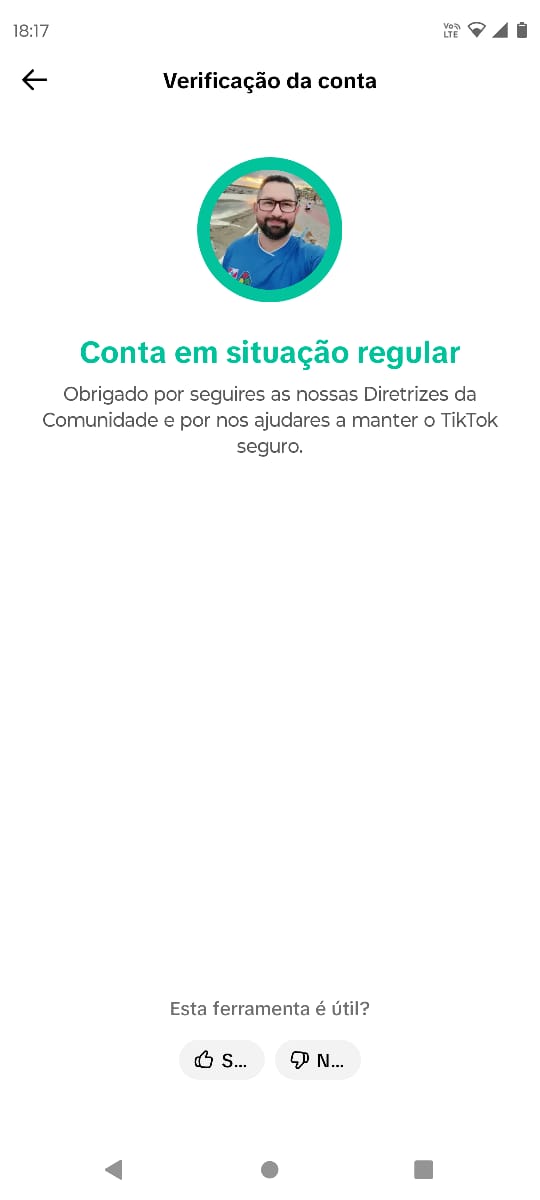 18:17
Vo))
LTE
Verificação da conta
Conta em situação regular
Obrigado por seguires as nossas Diretrizes da
Comunidade e por nos ajudares a manter o TikTok
seguro.
Esta ferramenta é útil?
S...
N...